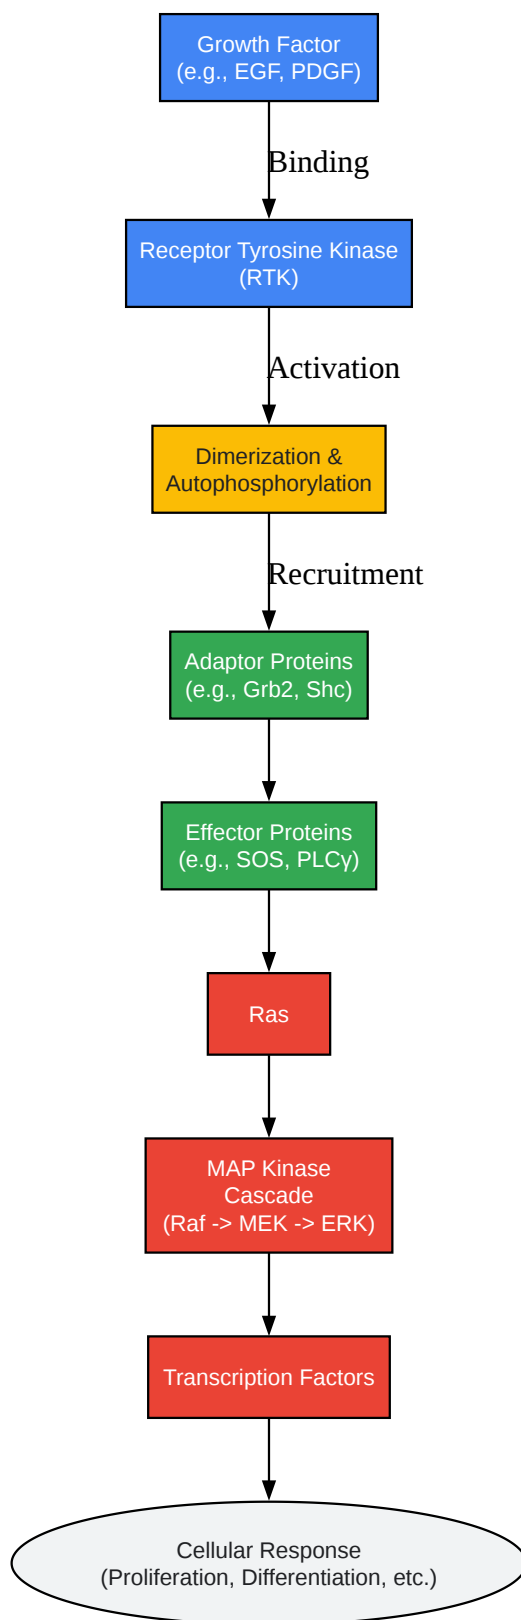 Growth Factor
(e.g., EGF, PDGF)
Binding
Receptor Tyrosine Kinase
(RTK)
Activation
Dimerization &
Autophosphorylation
Recruitment
Adaptor Proteins
(e.g., Grb2, Shc)
Effector Proteins
(e.g., SOS, PLCγ)
Ras
MAP Kinase
Cascade
(Raf -> MEK -> ERK)
Transcription Factors
Cellular Response
(Proliferation, Differentiation, etc.)